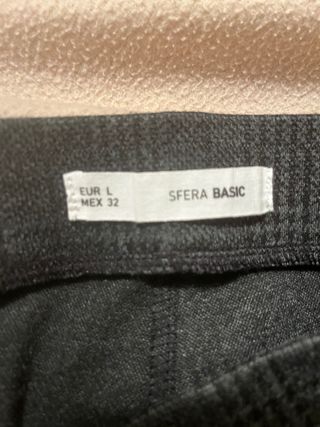 EUR L
MEX 32
SFERA BASIC